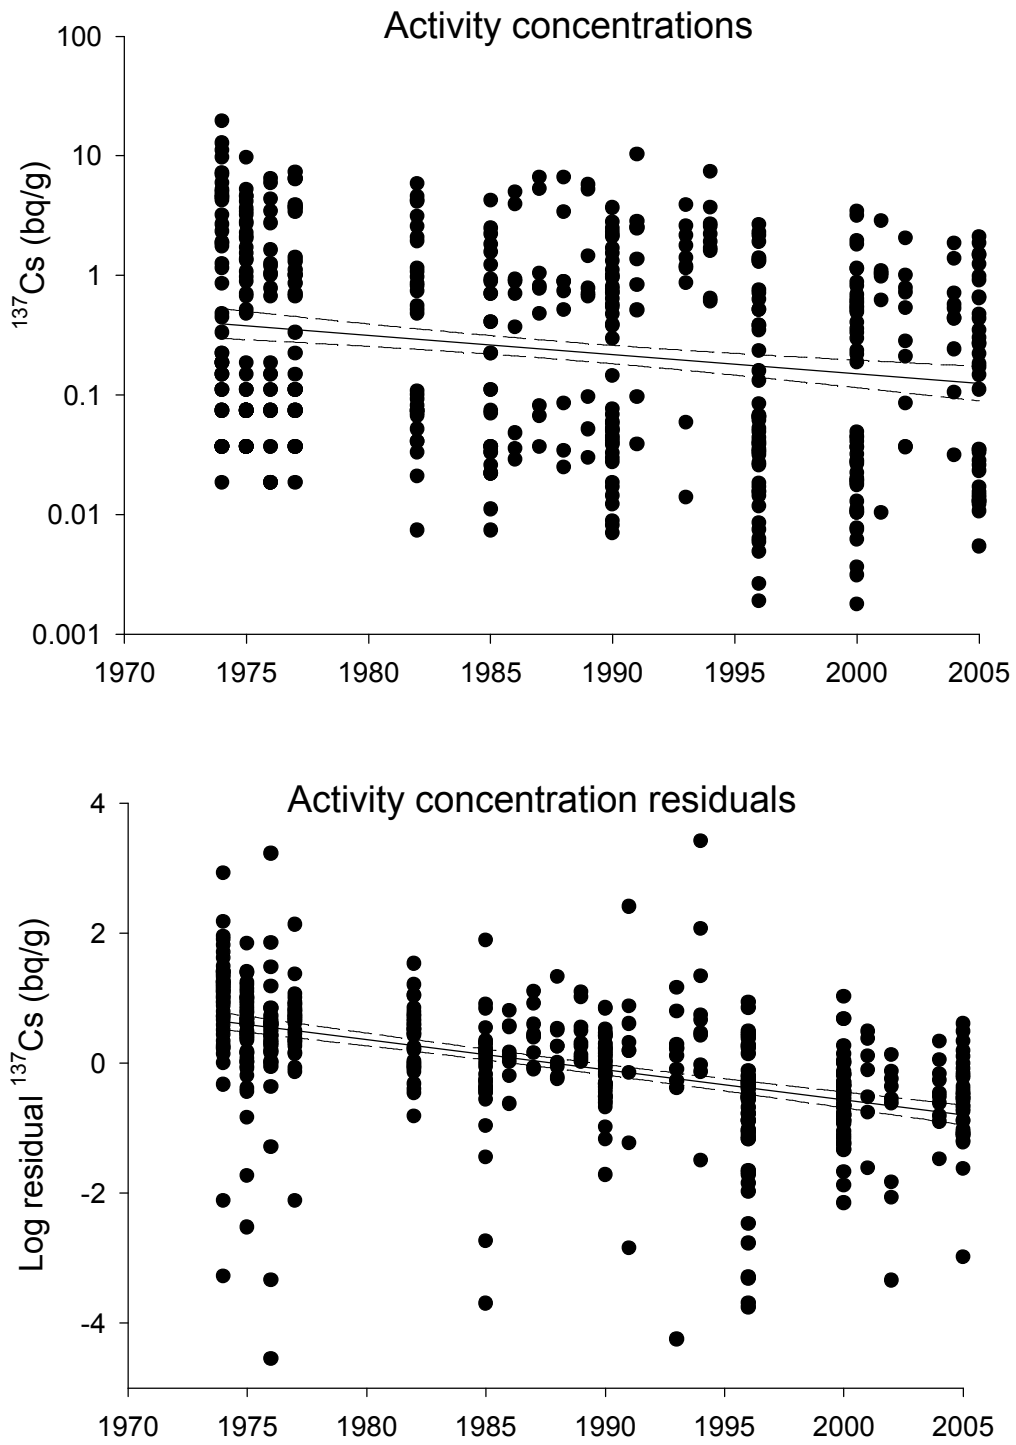 Activity concentrations
100
10
1
0.1
0.01
0.001
¹³⁷Cs (bq/g)
1970 1975 1980 1985 1990 1995 2000 2005
Activity concentration residuals
4
2
0
-2
-4
Log residual ¹³⁷Cs (bq/g)
1970 1975 1980 1985 1990 1995 2000 2005